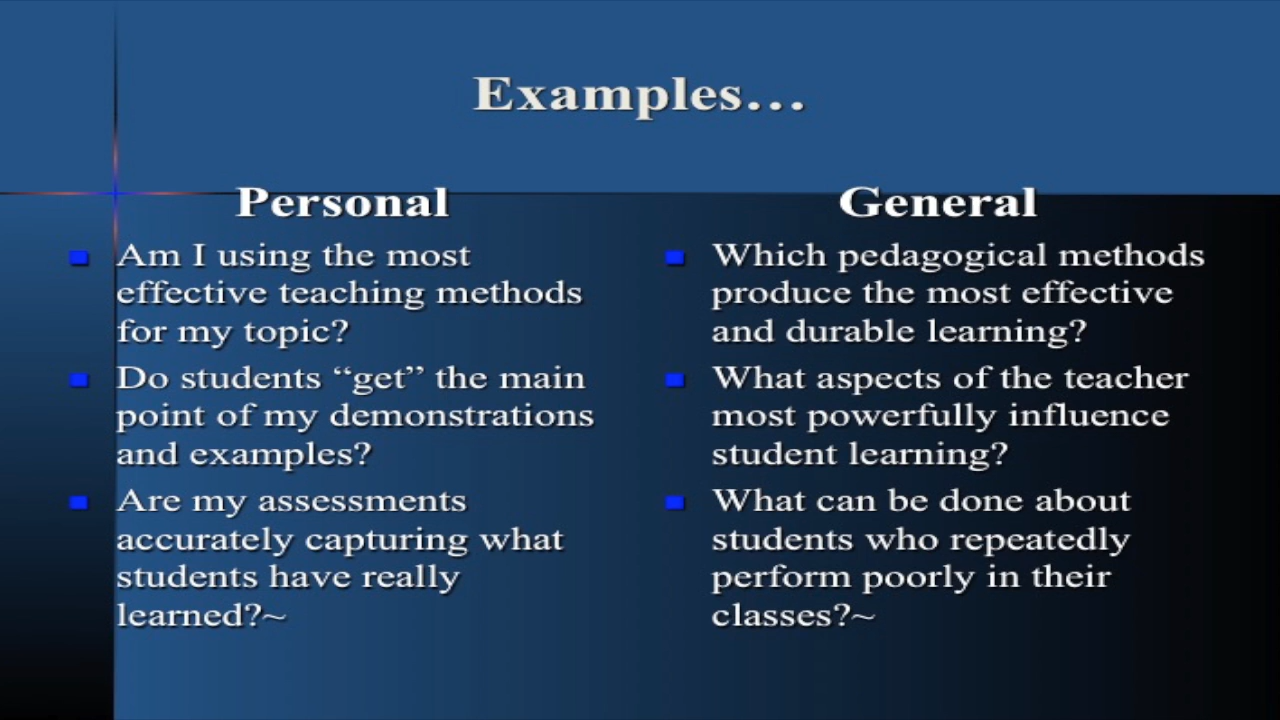 Examples…
Personal
Am I using the most
effective teaching methods
for my topic?
Do students “get” the main
point of my demonstrations
and examples?
Are my assessments
accurately capturing what
students have really
learned?~
General
Which pedagogical methods
produce the most effective
and durable learning?
What aspects of the teacher
most powerfully influence
student learning?
What can be done about
students who repeatedly
perform poorly in their
classes?~